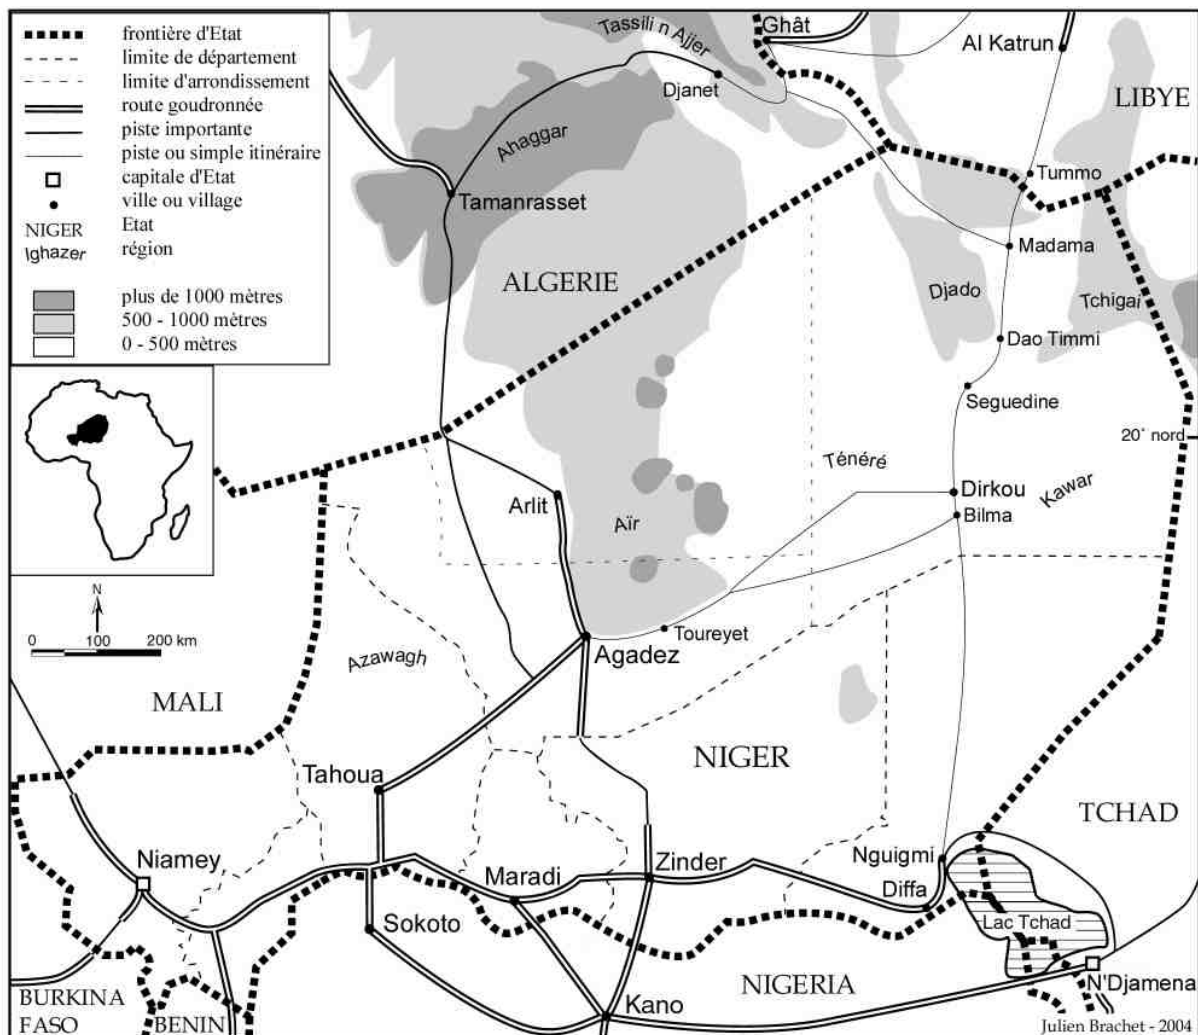 frontière d'Etat
limite de département
limite d'arrondissement
route goudronnée
piste importante
piste ou simple itinéraire
capitale d'Etat
ville ou village
NIGER Etat
Ighazer région
plus de 1000 mètres
500 - 1000 mètres
0 - 500 mètres
Tassili n Ajjer
Ghât
Al Katrun
Djanet
LIBYE
Ahaggar
Tamanrasset
Tummo
Madama
ALGERIE
Djado
Tchigai
Dao Timmi
Seguedine
20° nord
Ténéré
Arlit
Dirkou
Kawar
Bilma
Aïr
N
0 100 200 km
Toureyet
Agadez
Azawagh
MALI
NIGER
Tahoua
TCHAD
Niamey
Maradi
Zinder
Nguigmi
Diffa
Sokoto
Lac Tchad
NIGERIA
N'Djamena
BURKINA
FASO
BENIN
Kano
Julien Brachet - 2004